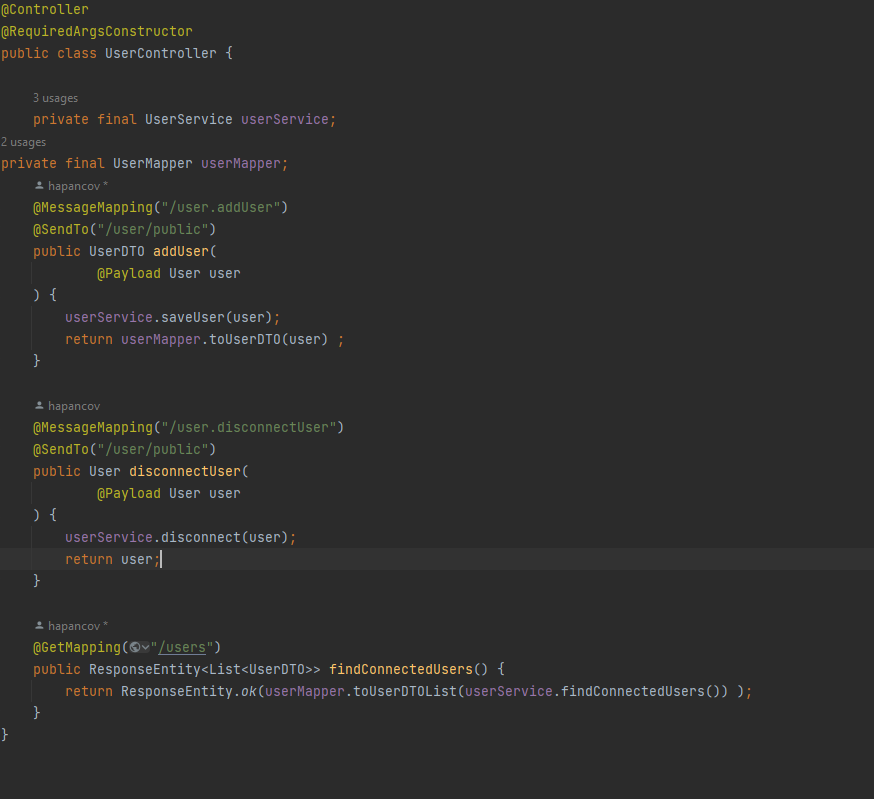 @Controller
@RequiredArgsConstructor
public class UserController {
3 usages
private final UserService userService;
2 usages
private final UserMapper userMapper;
hapancov *
@MessageMapping("/user.addUser")
@SendTo("/user/public")
public UserDTO addUser(
@Payload User user
) {
userService.saveUser(user);
return userMapper.toUserDTO(user) ;
}
hapancov
@MessageMapping("/user.disconnectUser")
@SendTo("/user/public")
public User disconnectUser(
@Payload User user
) {
userService.disconnect(user);
return user;
}
hapancov *
@GetMapping("/users")
public ResponseEntity<List<UserDTO>> findConnectedUsers() {
return ResponseEntity.ok(userMapper.toUserDTOList(userService.findConnectedUsers()) );
}
}